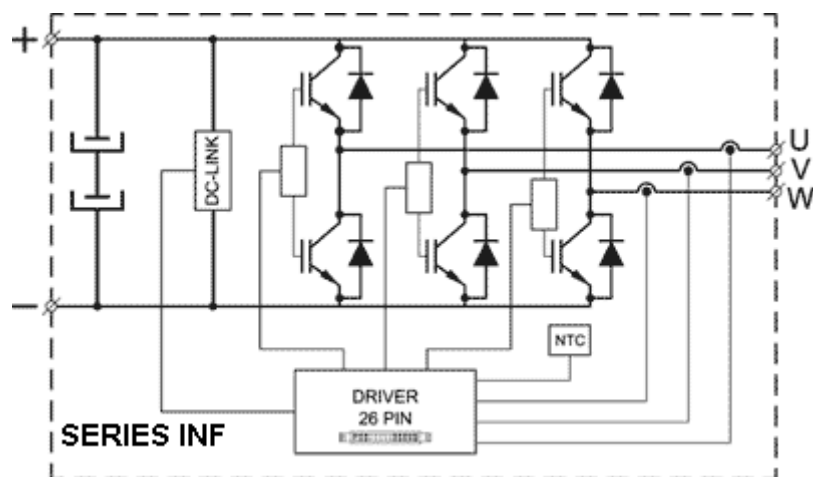 +
DC-LINK
U
V
W
−
NTC
DRIVER
26 PIN
SERIES INF